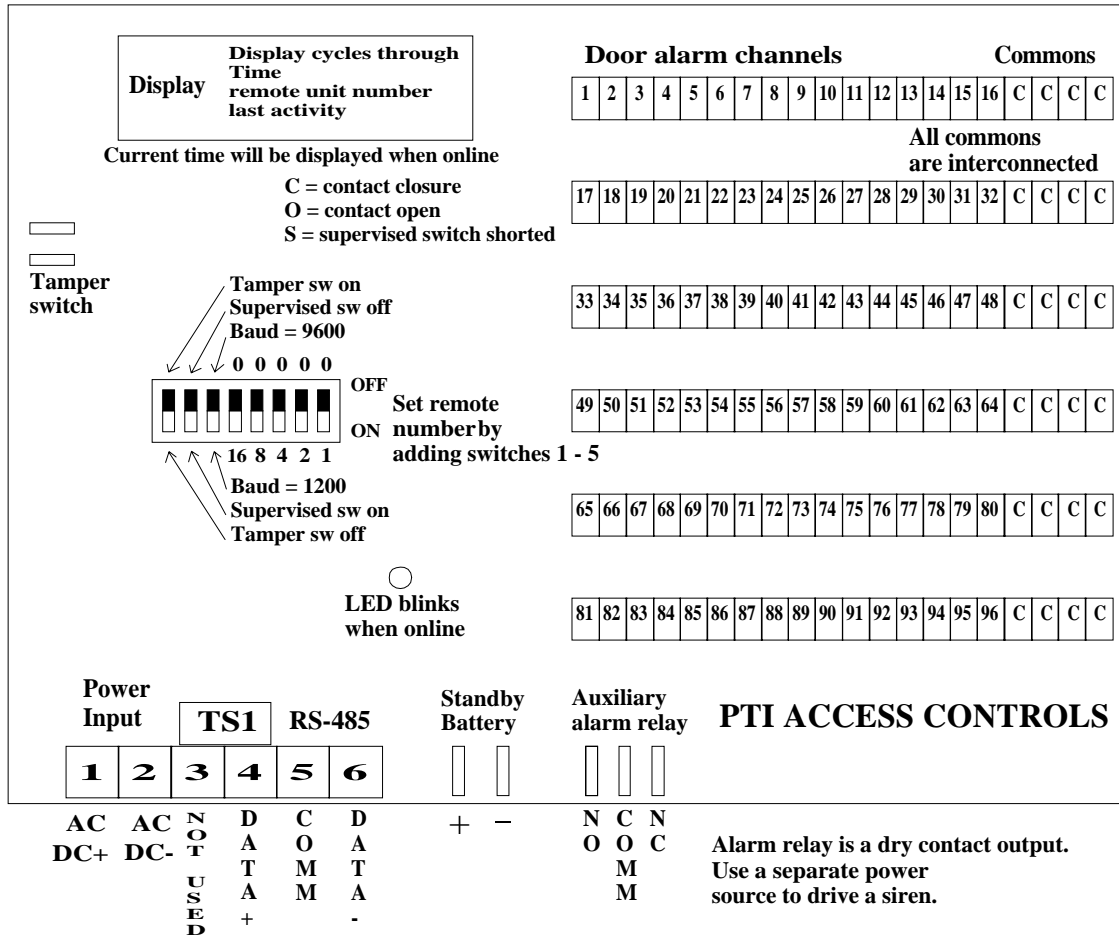 Display
Display cycles through
Time
remote unit number
last activity
Current time will be displayed when online
C = contact closure
O = contact open
S = supervised switch shorted
Door alarm channels Commons
1 2 3 4 5 6 7 8 9 10 11 12 13 14 15 16 C C C C
All commons
are interconnected
17 18 19 20 21 22 23 24 25 26 27 28 29 30 31 32 C C C C
33 34 35 36 37 38 39 40 41 42 43 44 45 46 47 48 C C C C
49 50 51 52 53 54 55 56 57 58 59 60 61 62 63 64 C C C C
65 66 67 68 69 70 71 72 73 74 75 76 77 78 79 80 C C C C
81 82 83 84 85 86 87 88 89 90 91 92 93 94 95 96 C C C C
Tamper
switch
Tamper sw on
Supervised sw off
Baud = 9600
0 0 0 0 0
OFF
ON
16 8 4 2 1
Set remote
numberby
adding switches 1 - 5
Baud = 1200
Supervised sw on
Tamper sw off
LED blinks
when online
Power
Input
TS1
RS-485
Standby
Battery
Auxiliary
alarm relay
PTI ACCESS CONTROLS
1 2 3 4 5 6
AC
DC+
AC
DC-
NOT USED
DATA +
COMM
DATA -
+ −
NO
COMM
NC
Alarm relay is a dry contact output.
Use a separate power
source to drive a siren.